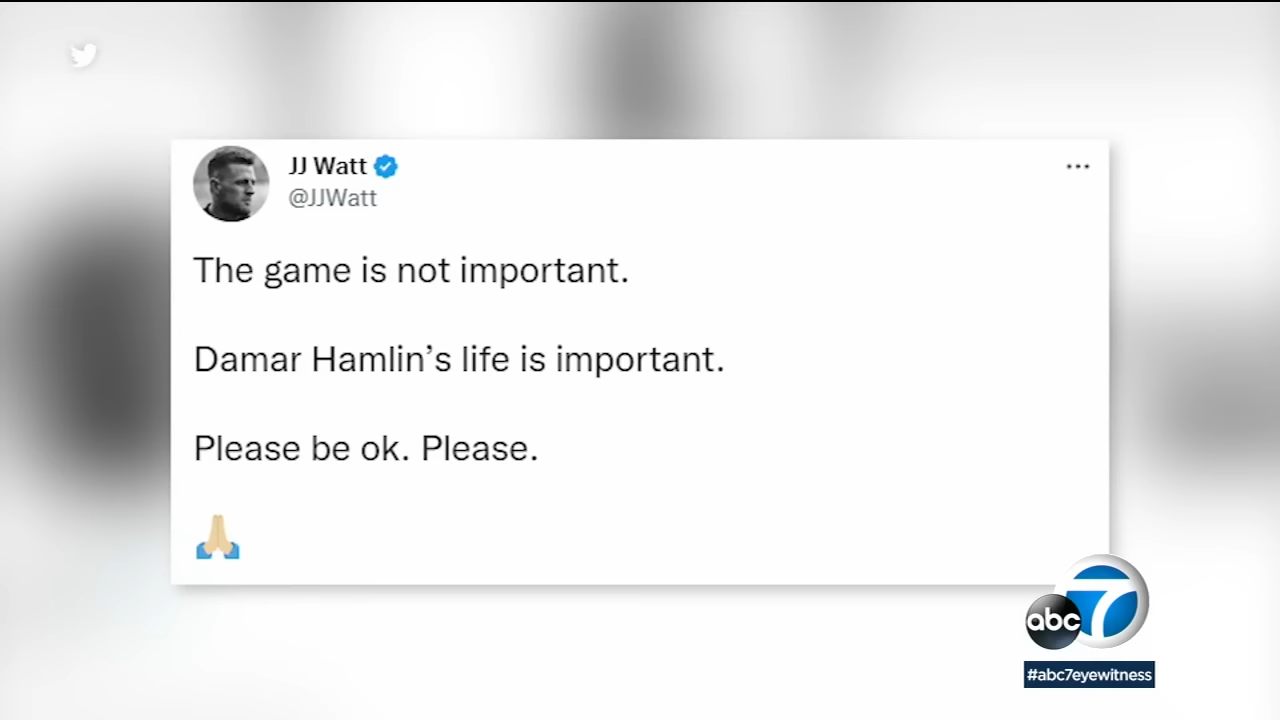 JJ Watt
@JJWatt
The game is not important.
Damar Hamlin’s life is important.
Please be ok. Please.
🙏🏼
abc 7
#abc7eyewitness